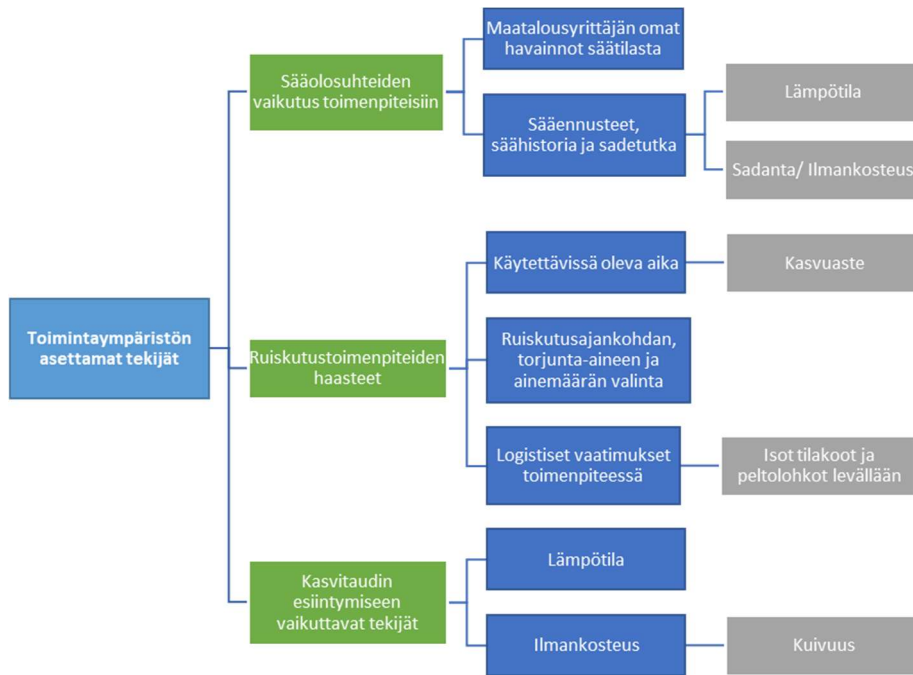 Toimintaympäristön
asettamat tekijät
Sääolosuhteiden
vaikutus toimenpiteisiin
Maatalousyrittäjän omat
havainnot säätilasta
Sääennusteet,
säähistoria ja sadetutka
Lämpötila
Sadanta/ Ilmankosteus
Ruiskutustoimenpiteiden
haasteet
Käytettävissä oleva aika
Kasvuaste
Ruiskutusajankohdan,
torjunta-aineen ja
ainemäärän valinta
Logistiset vaatimukset
toimenpiteessä
Isot tilakoot ja
peltolohkot levällään
Kasvitaudin
esiintymiseen
vaikuttavat tekijät
Lämpötila
Ilmankosteus
Kuivuus